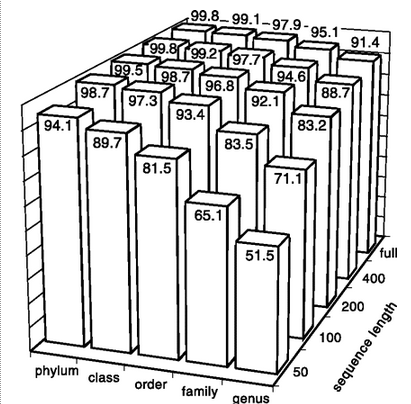 99.8 99.1 97.9 95.1 91.4
99.8 99.2 97.7 94.6 88.7
99.5 98.7 96.8 92.1 83.2
98.7 97.3 93.4 83.5 71.1
94.1 89.7 81.5 65.1 51.5
full
400
200
100
50
sequence length
phylum class order family genus